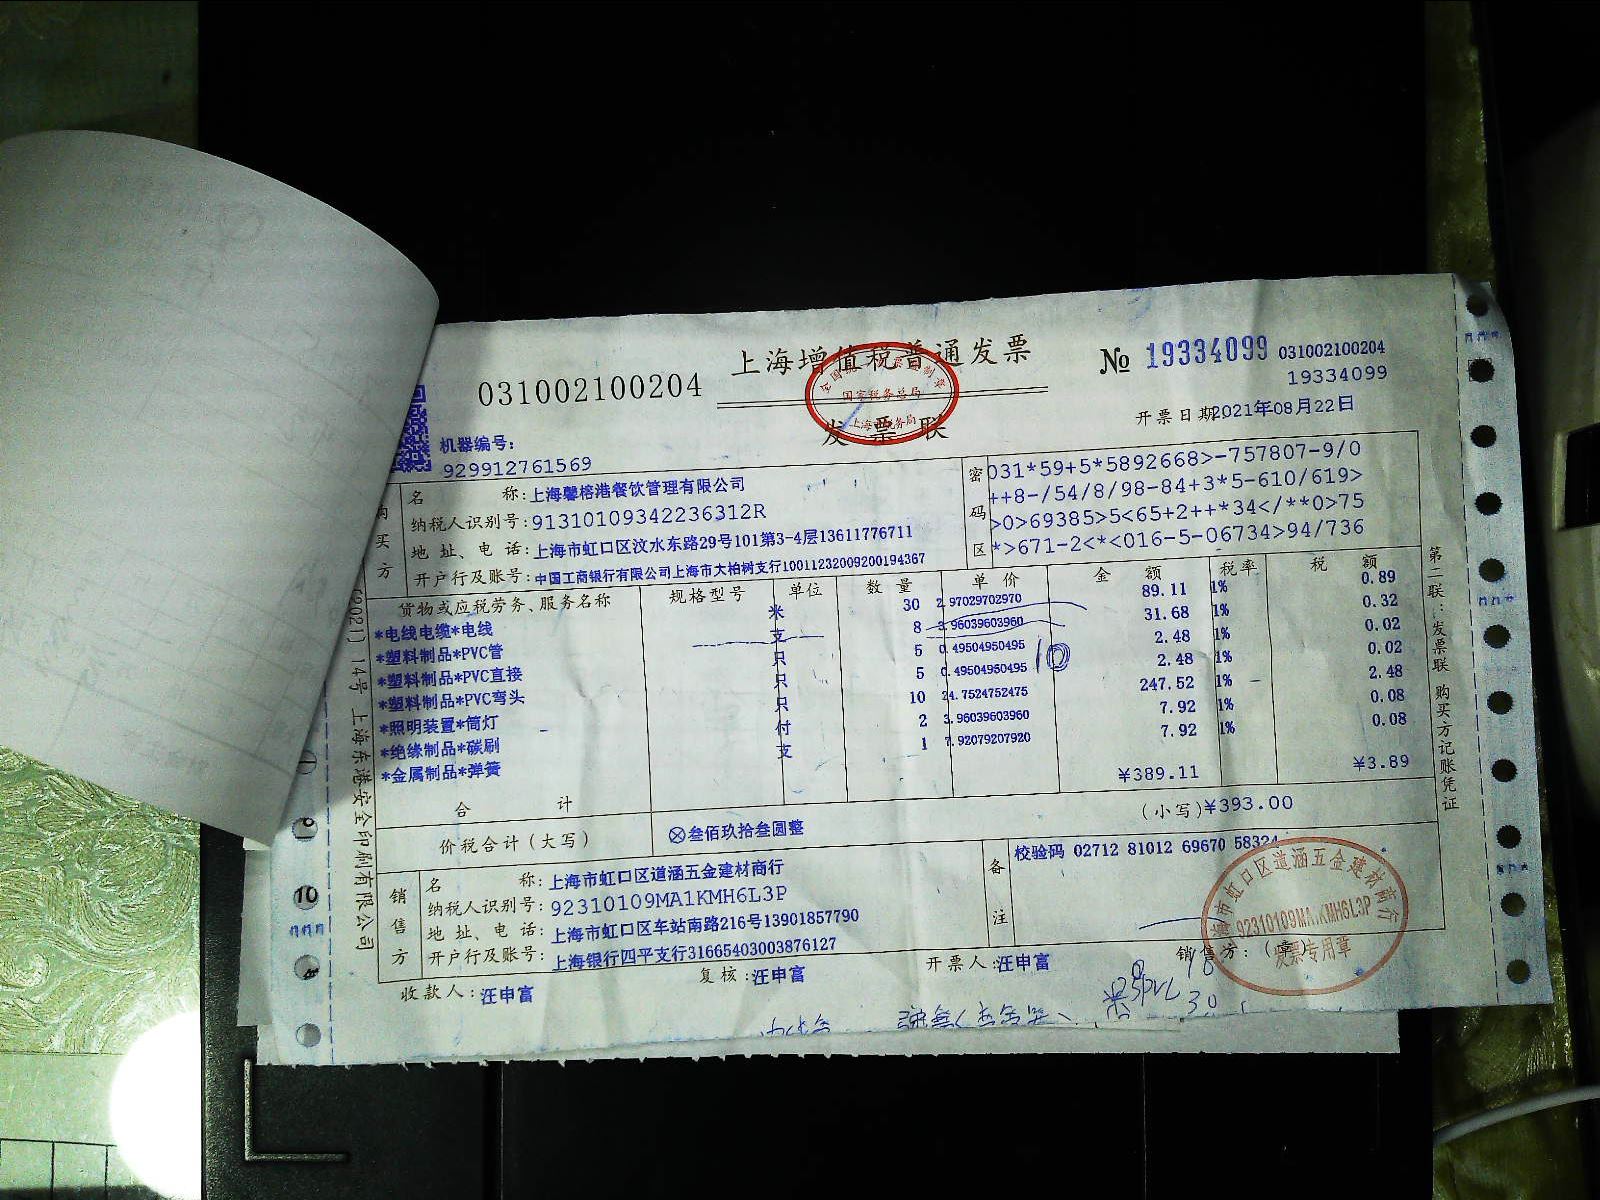 上海增值税普通发票
发票联
031002100204
№ 19334099 031002100204
19334099
开票日期2021年08月22日
国家税务总局
机器编号:
929912761569
购买方
名 称:上海馨榕港餐饮管理有限公司
纳税人识别号:91310109342236312R
地址、电话:上海市虹口区汶水东路29号101第3-4层13611776711
开户行及账号:中国工商银行有限公司上海市大柏树支行1001123200920019​4367
密码区
031*59+5*5892668>-757807-9/0
++8-/54/8/98-84+3*5-610/619>
>0>69385>5<65+2++*34</**0>75
*>671-2<*<016-5-06734>94/736
货物或应税劳务、服务名称 规格型号 单位 数量 单价 金额 税率 税额
*电线电缆*电线 米 30 2.97029702970 89.11 1% 0.89
*塑料制品*PVC管 支 8 3.96039603960 31.68 1% 0.32
*塑料制品*PVC直接 只 5 0.49504950495 2.48 1% 0.02
*塑料制品*PVC弯头 只 5 0.49504950495 2.48 1% 0.02
*照明装置*筒灯 只 10 24.7524752475 247.52 1% 2.48
*绝缘制品*碳刷 付 2 3.96039603960 7.92 1% 0.08
*金属制品*弹簧 支 1 7.92079207920 7.92 1% 0.08
10
合 计 ¥389.11 ¥3.89
价税合计(大写) ⊗叁佰玖拾叁圆整 (小写)¥393.00
销售方
名 称:上海市虹口区道涵五金建材商行
纳税人识别号:92310109MA1KMH6L3P
地址、电话:上海市虹口区车站南路216号13901857790
开户行及账号:上海银行四平支行31665403003876127
备注
校验码 02712 81012 69670 58324
收款人:汪申富 复核:汪申富 开票人:汪申富 销售方:(章)
市虹口区道涵五金建材商行
92310109MA1KMH6L3P
发票专用章
第二联:发票联 购买方记账凭证
[2021]14号 上海东港安全印刷有限公司
10
30